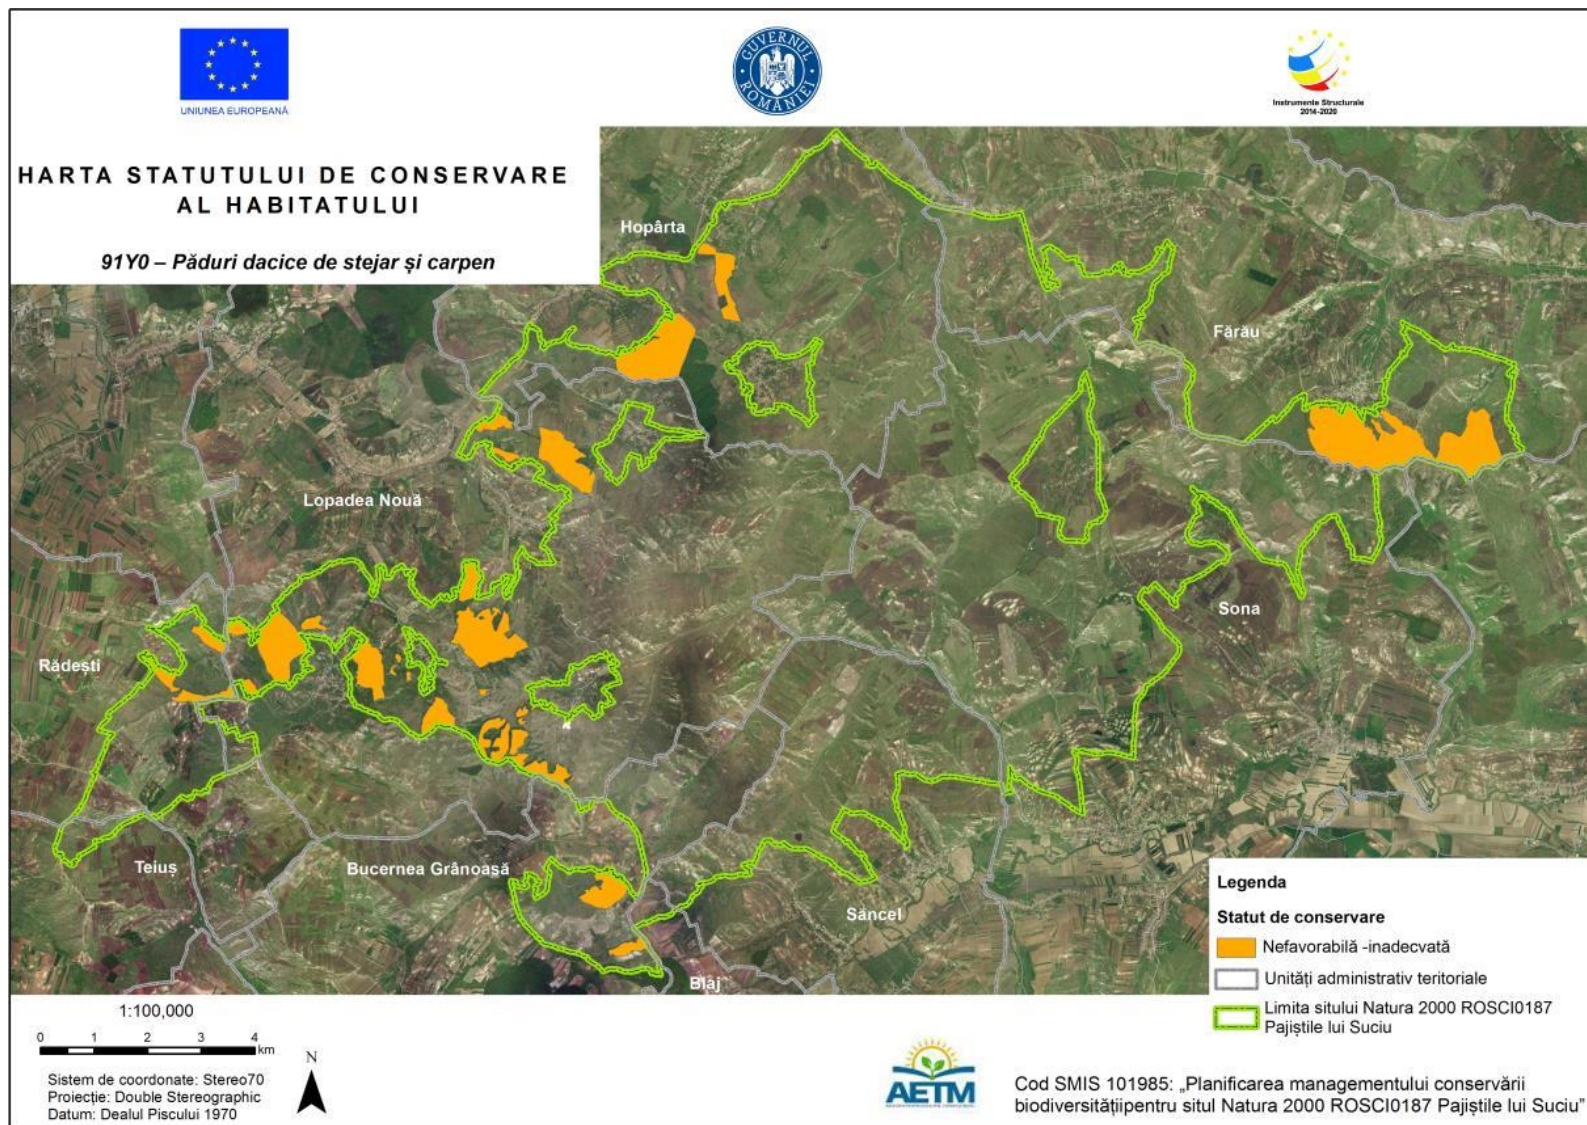 UNIUNEA EUROPEANĂ
GUVERNUL ROMÂNIEI
Instrumente Structurale
2014-2020
HARTA STATUTULUI DE CONSERVARE
AL HABITATULUI
91Y0 – Păduri dacice de stejar și carpen
Hopârta
Fărău
Lopadea Nouă
Sona
Rădești
Teiuș
Bucernea Grânoașă
Sâncel
Blaj
Legenda
Statut de conservare
Nefavorabilă -inadecvată
Unități administrativ teritoriale
Limita sitului Natura 2000 ROSCI0187
Pajiștile lui Suciu
1:100,000
0 1 2 3 4
km
N
Sistem de coordonate: Stereo70
Proiecție: Double Stereographic
Datum: Dealul Piscului 1970
AETM
Cod SMIS 101985: „Planificarea managementului conservării
biodiversitățiipentru situl Natura 2000 ROSCI0187 Pajiștile lui Suciu”